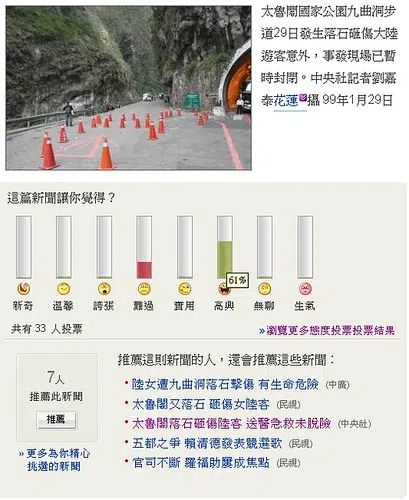 太魯閣國家公園九曲洞步
道29日發生落石砸傷大陸
遊客意外，事發現場已暫
時封閉。中央社記者劉嘉
泰花蓮攝 99年1月29日
這篇新聞讓你覺得？
61%
新奇 溫馨 誇張 難過 實用 高興 無聊 生氣
共有 33 人投票
»瀏覽更多態度投票投票結果
7人
推薦此新聞
推薦
» 更多為你精心
挑選的新聞
推薦這則新聞的人，還會推薦這些新聞：
• 陸女遭九曲洞落石擊傷 有生命危險 (中廣)
• 太魯閣又落石 砸傷女陸客 (民視)
• 太魯閣落石砸傷陸客 送醫急救未脫險 (中央社)
• 五都之爭 賴清德發表競選歌 (民視)
• 官司不斷 羅福助屢成焦點 (民視)